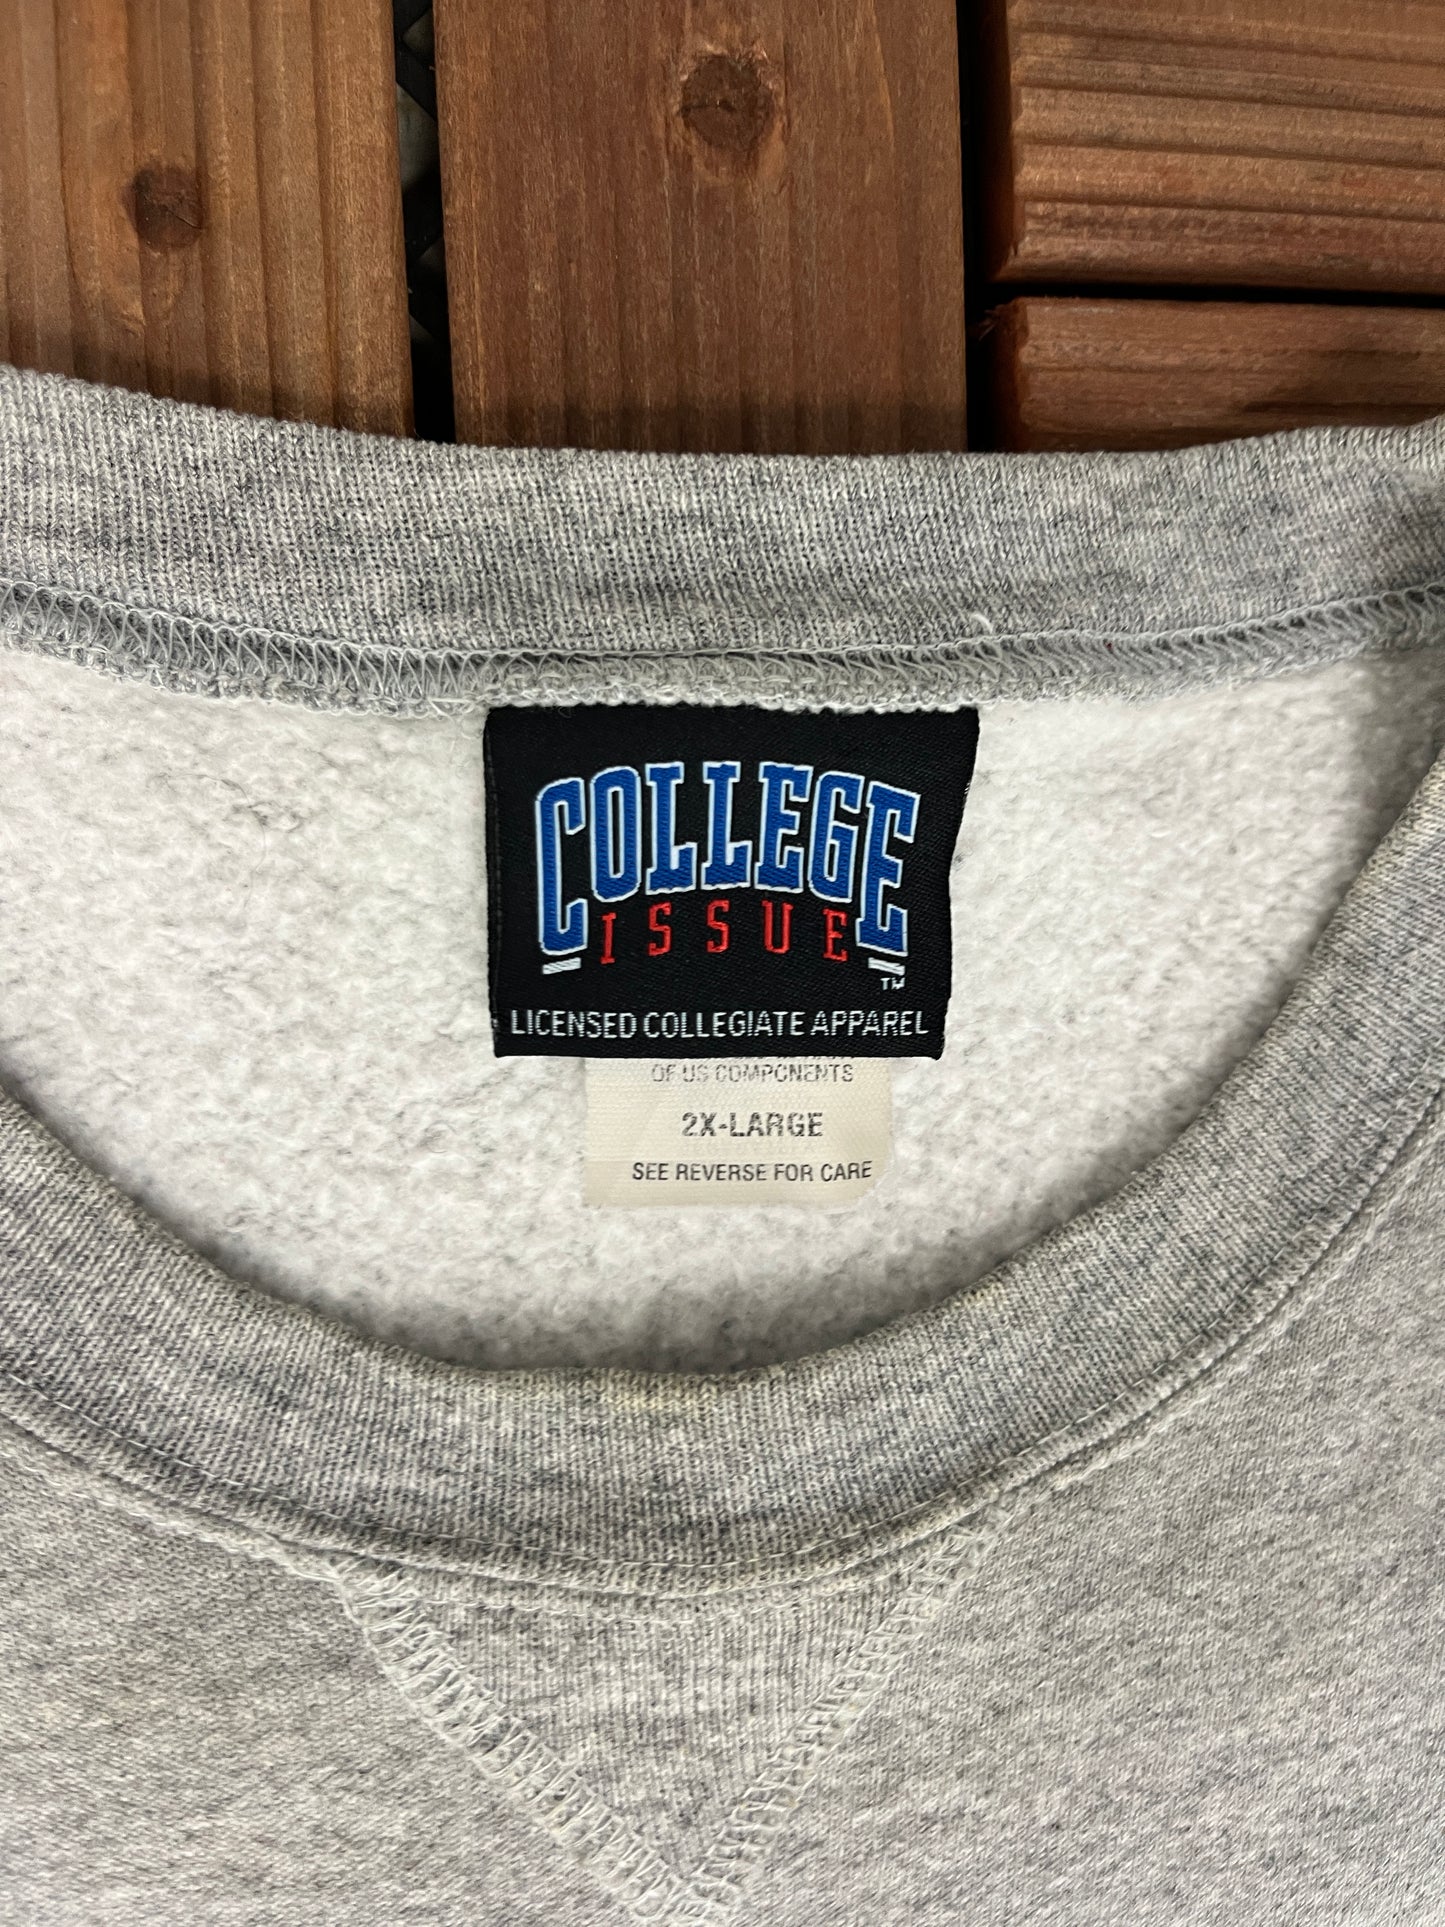 COLLEGE
ISSUE
TM
LICENSED COLLEGIATE APPAREL
OF US COMPONENTS
2X-LARGE
SEE REVERSE FOR CARE